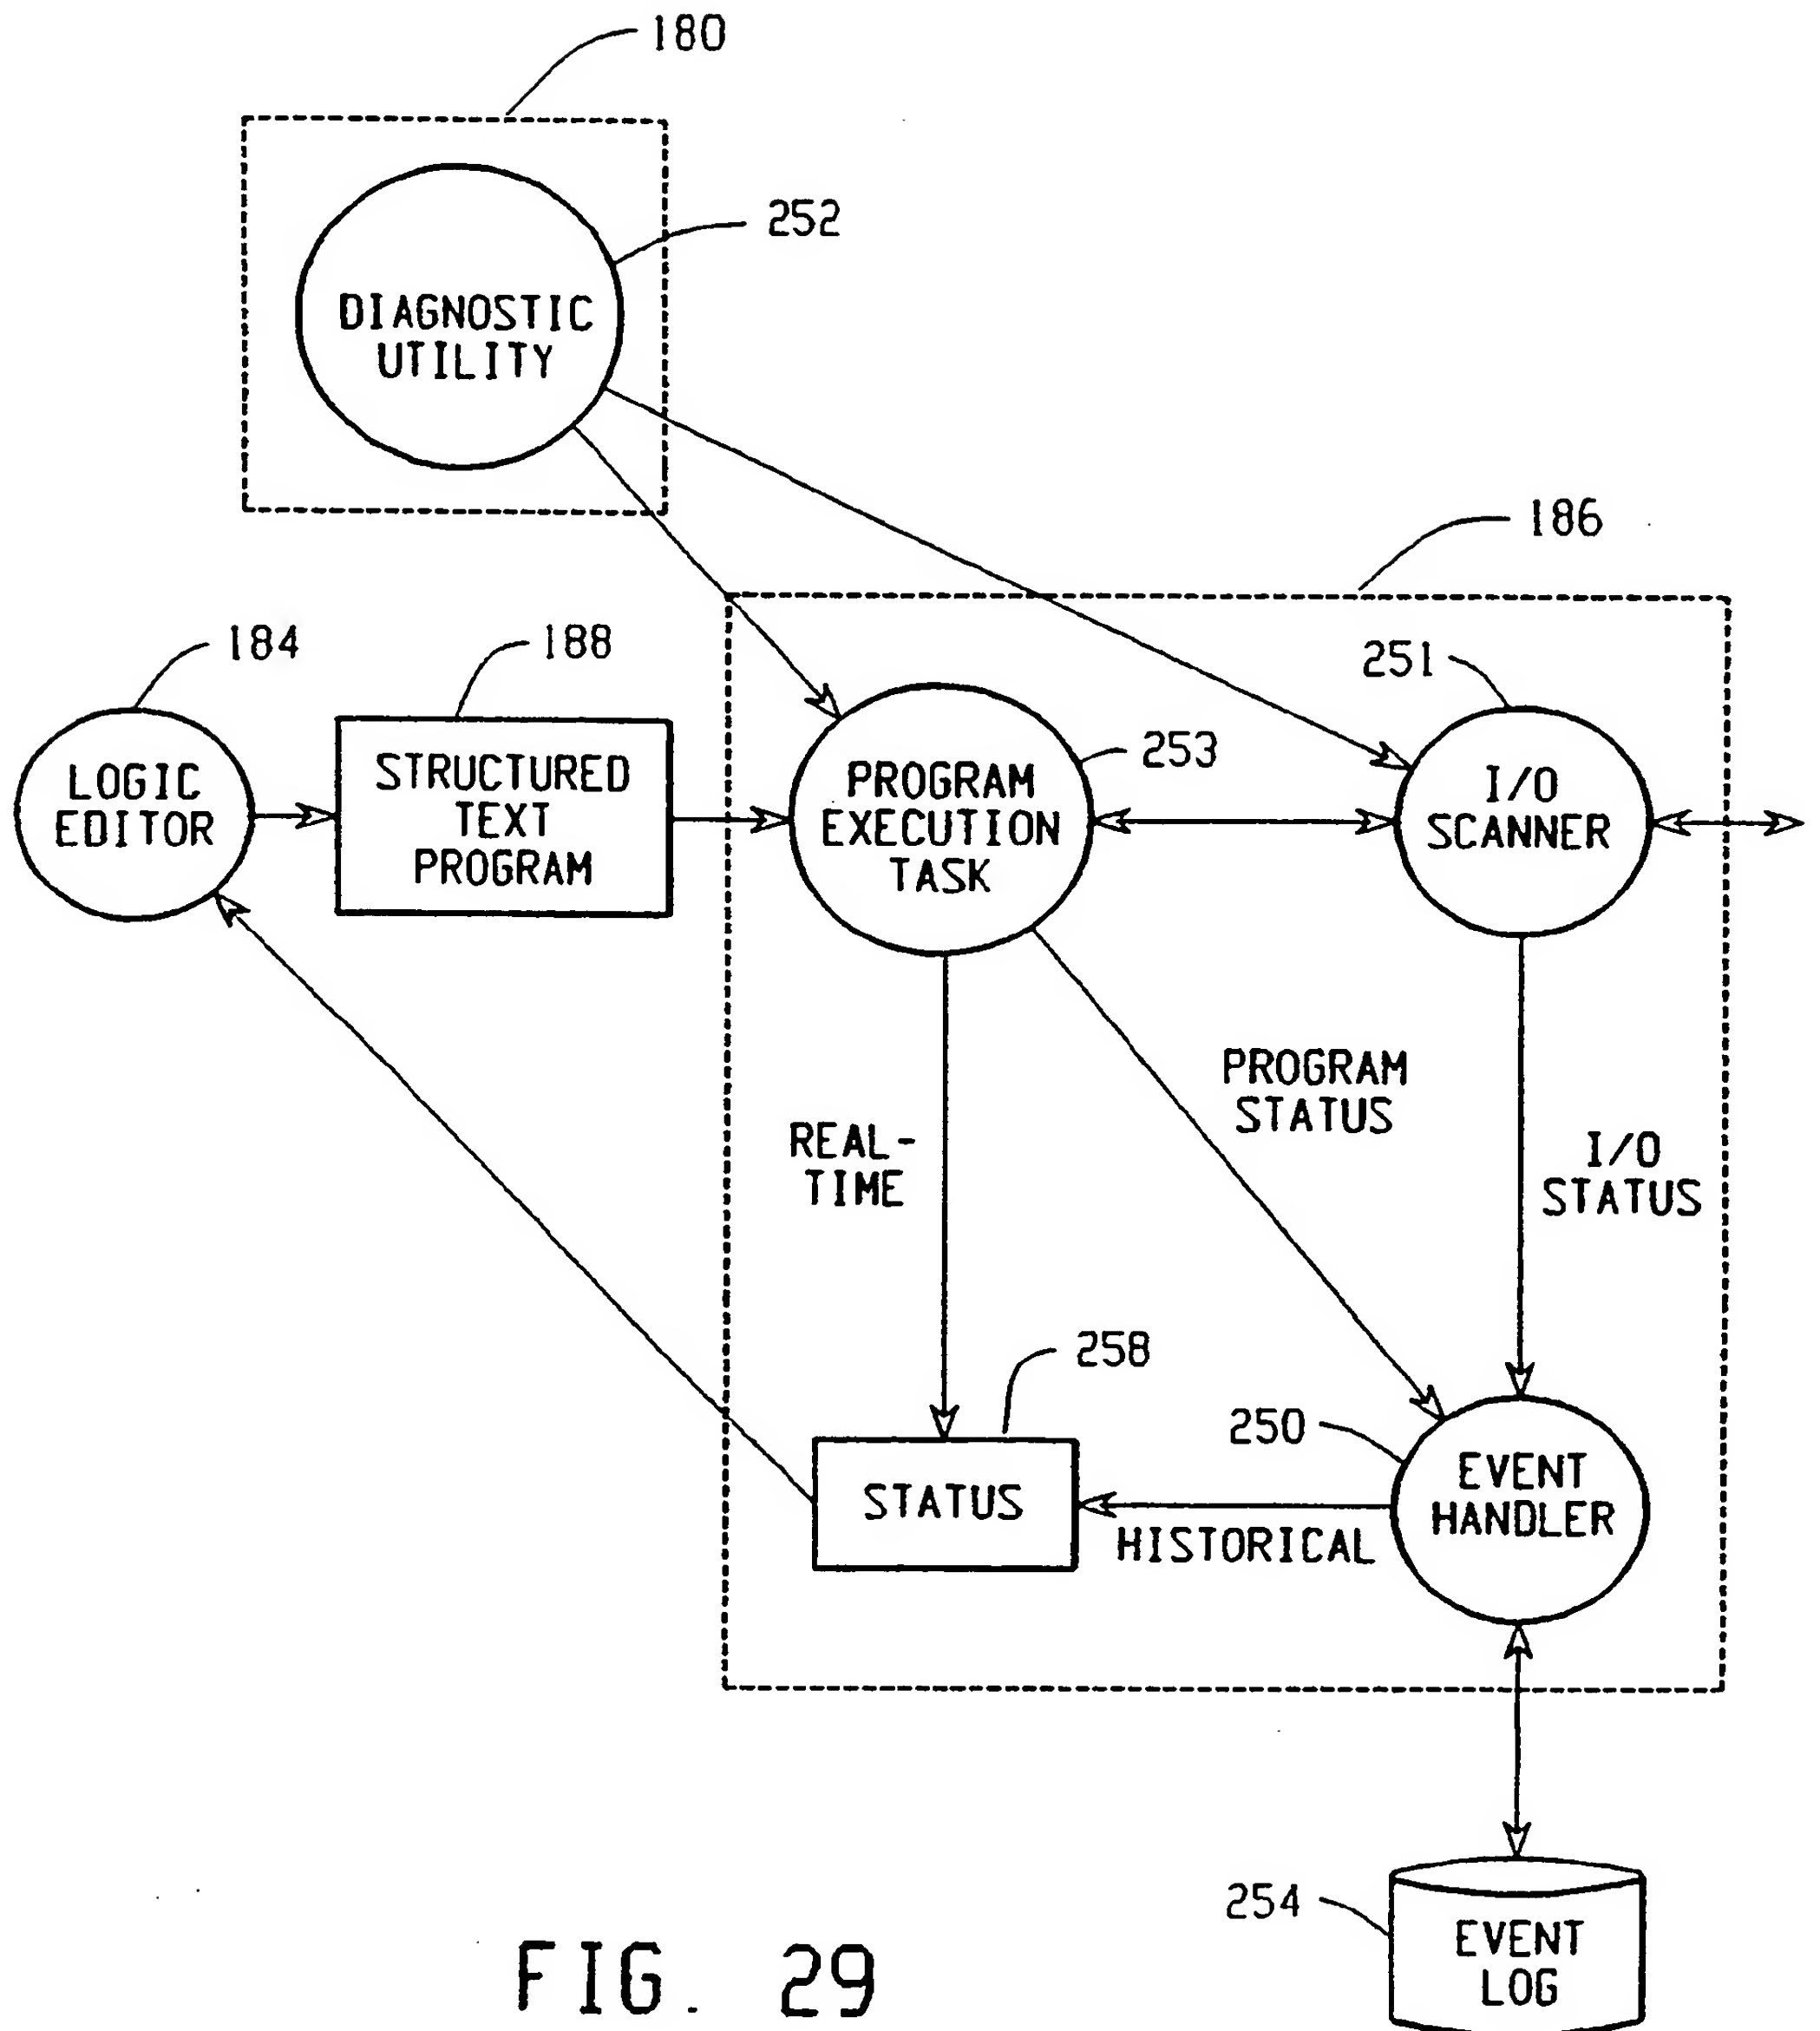 180
252
DIAGNOSTIC
UTILITY
186
184
188
251
LOGIC
EDITOR
STRUCTURED
TEXT
PROGRAM
253
PROGRAM
EXECUTION
TASK
I/O
SCANNER
PROGRAM
STATUS
REAL-
TIME
I/O
STATUS
258
250
STATUS
HISTORICAL
EVENT
HANDLER
254
EVENT
LOG
FIG. 29